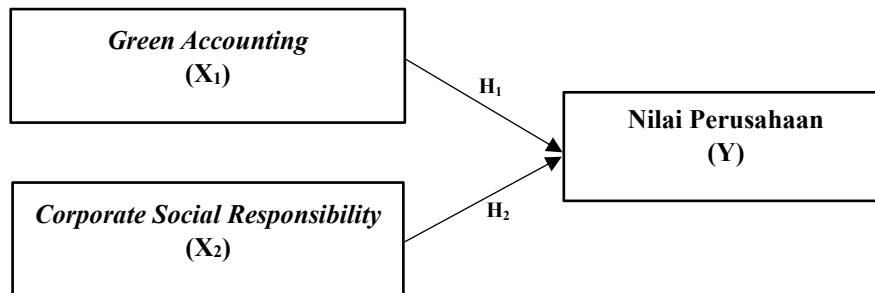 Green Accounting
(X₁)
H₁
Nilai Perusahaan
(Y)
Corporate Social Responsibility
(X₂)
H₂